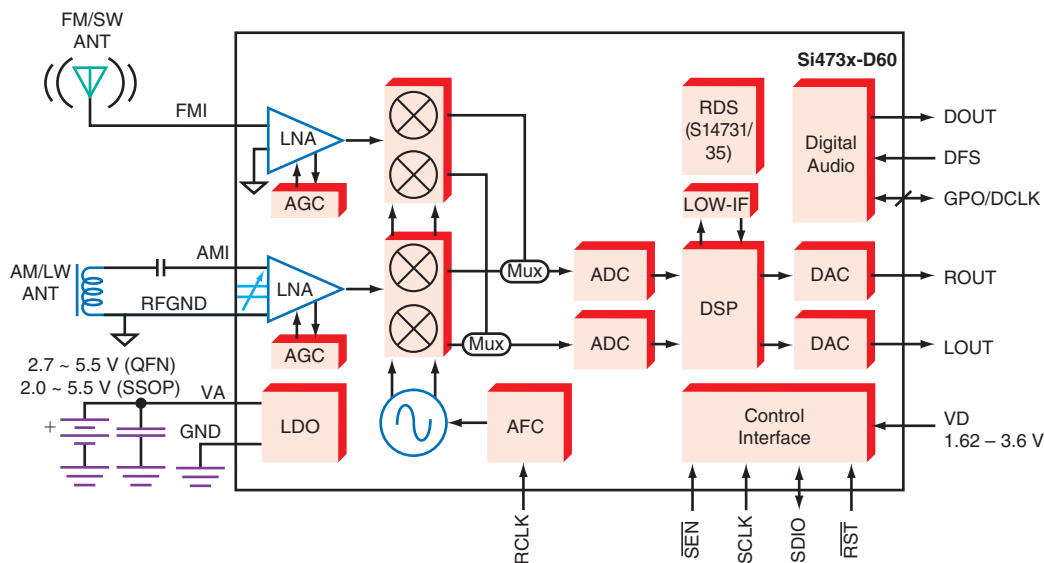 FM/SW
ANT
Si473x-D60
FMI
LNA
AGC
RDS
(S14731/
35)
Digital
Audio
DOUT
DFS
GPO/DCLK
LOW-IF
AM/LW
ANT
AMI
RFGND
LNA
AGC
Mux
Mux
ADC
ADC
DSP
DAC
DAC
ROUT
LOUT
2.7 ~ 5.5 V (QFN)
2.0 ~ 5.5 V (SSOP)
VA
+
GND
LDO
AFC
Control
Interface
VD
1.62 – 3.6 V
RCLK
SEN
SCLK
SDIO
RST